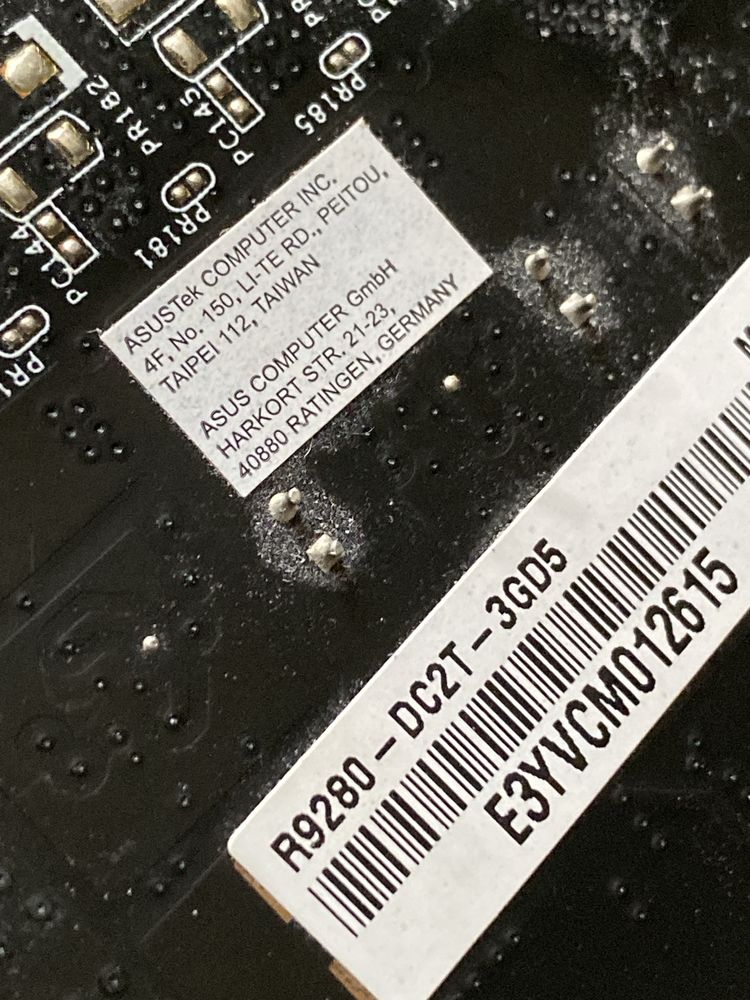 PR182
PC145
PR185
PC144
PR181
ASUSTek COMPUTER INC.
4F, No. 150, LI-TE RD., PEITOU,
TAIPEI 112, TAIWAN
ASUS COMPUTER GmbH
HARKORT STR. 21-23,
40880 RATINGEN, GERMANY
R9280-DC2T-3GD5
E3YVCM012615